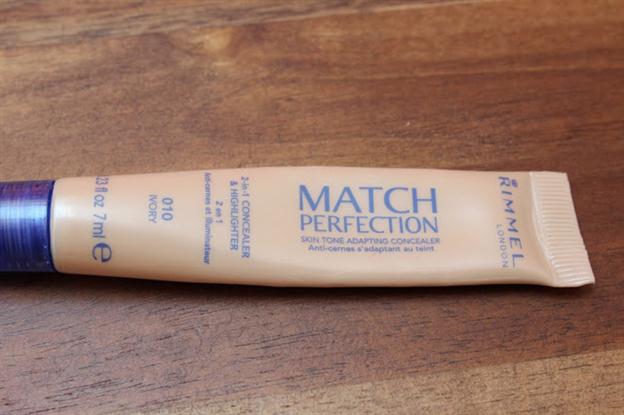 RIMMEL
LONDON
MATCH
PERFECTION
SKIN TONE ADAPTING CONCEALER
Anti-cernes s'adaptant au teint
2-in-1 CONCEALER
& HIGHLIGHTER
2 en 1
Anti-cernes et illuminateur
010
IVORY
23 fl oz 7ml e